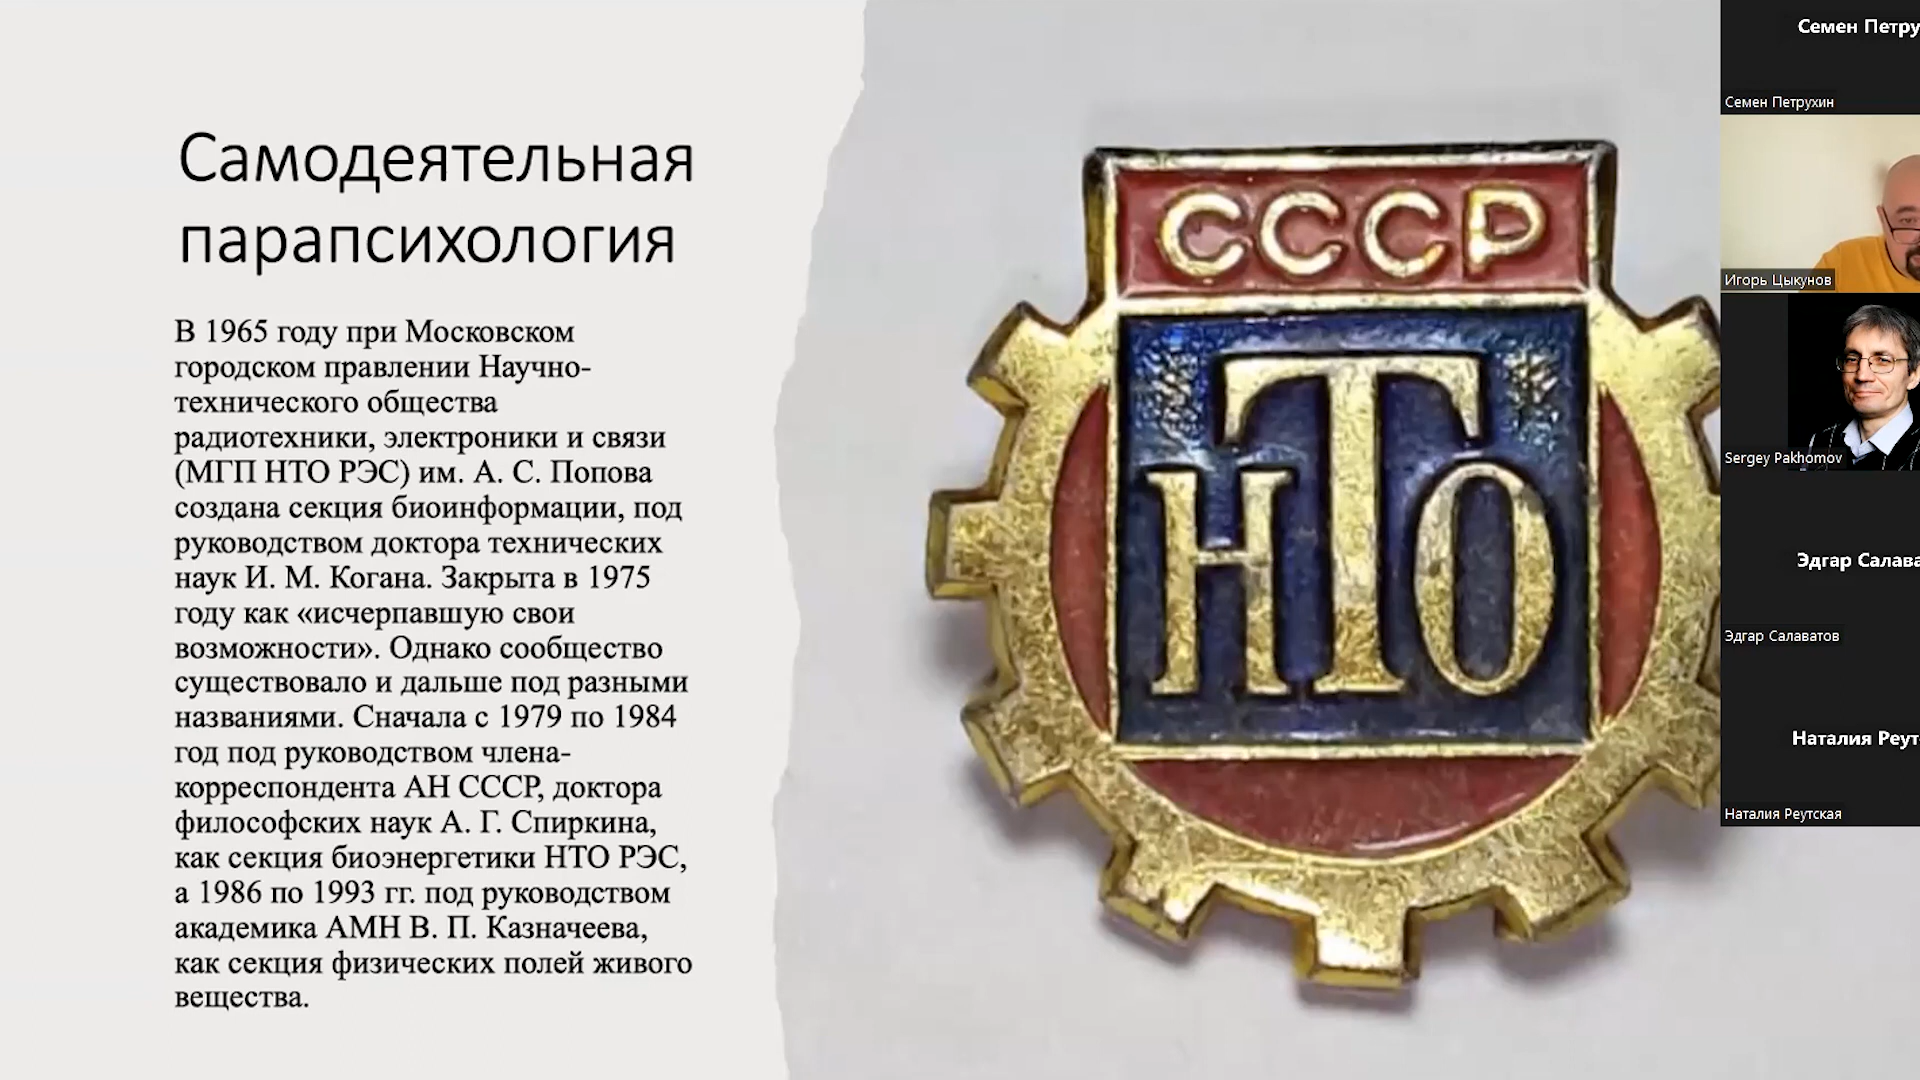 Самодеятельная
парапсихология
В 1965 году при Московском
городском правлении Научно-
технического общества
радиотехники, электроники и связи
(МГП НТО РЭС) им. А. С. Попова
создана секция биоинформации, под
руководством доктора технических
наук И. М. Когана. Закрыта в 1975
году как «исчерпавшую свои
возможности». Однако сообщество
существовало и дальше под разными
названиями. Сначала с 1979 по 1984
год под руководством члена-
корреспондента АН СССР, доктора
философских наук А. Г. Спиркина,
как секция биоэнергетики НТО РЭС,
а 1986 по 1993 гг. под руководством
академика АМН В. П. Казначеева,
как секция физических полей живого
вещества.
СССР
НТО
Семен Петру
Семен Петрухин
Игорь Цыкунов
Sergey Pakhomov
Эдгар Салава
Эдгар Салаватов
Наталия Реут
Наталия Реутская